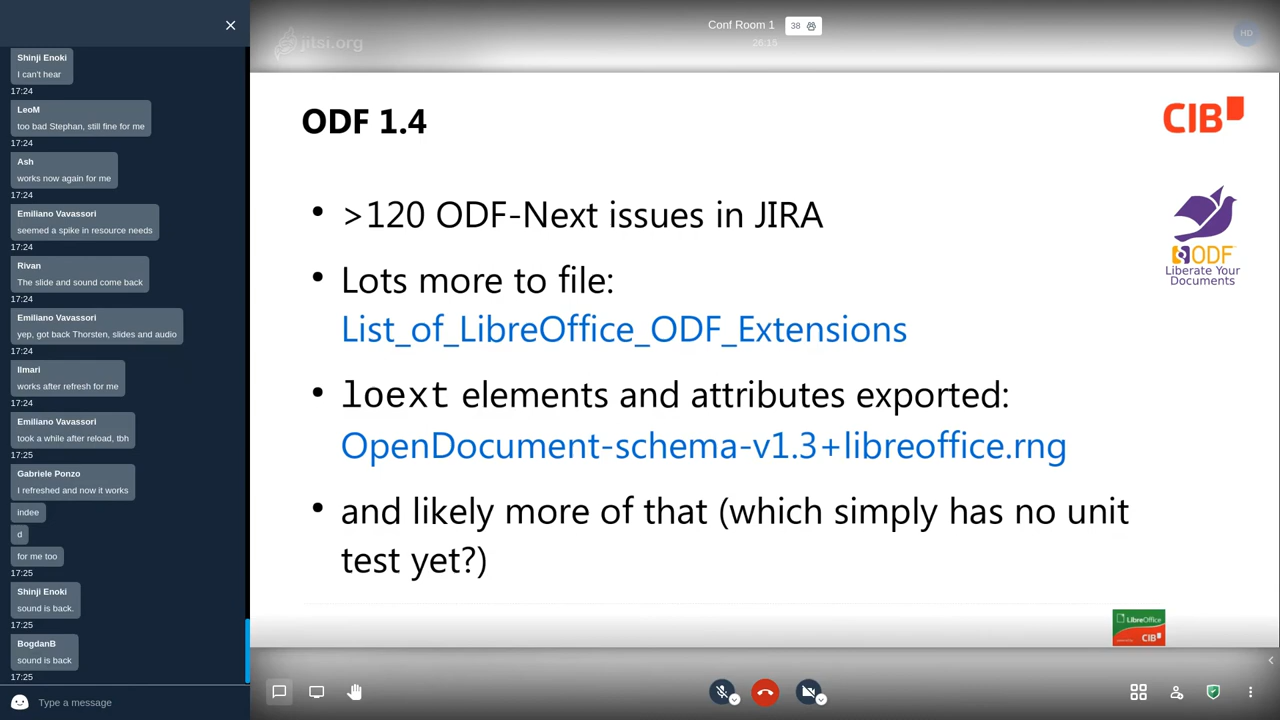 Shinji Enoki
I can't hear
17:24
LeoM
too bad Stephan, still fine for me
17:24
Ash
works now again for me
17:24
Emiliano Vavassori
seemed a spike in resource needs
17:24
Rivan
The slide and sound come back
17:24
Emiliano Vavassori
yep, got back Thorsten, slides and audio
17:24
Ilmari
works after refresh for me
17:24
Emiliano Vavassori
took a while after reload, tbh
17:25
Gabriele Ponzo
I refreshed and now it works
indee
d
for me too
17:25
Shinji Enoki
sound is back.
17:25
BogdanB
sound is back
17:25
Type a message
jitsi.org
Conf Room 1
38
26:15
HD
ODF 1.4
CIB
ODF
Liberate Your
Documents
• >120 ODF-Next issues in JIRA
• Lots more to file:
List_of_LibreOffice_ODF_Extensions
• loext elements and attributes exported:
OpenDocument-schema-v1.3+libreoffice.rng
• and likely more of that (which simply has no unit
test yet?)
LibreOffice
CIB